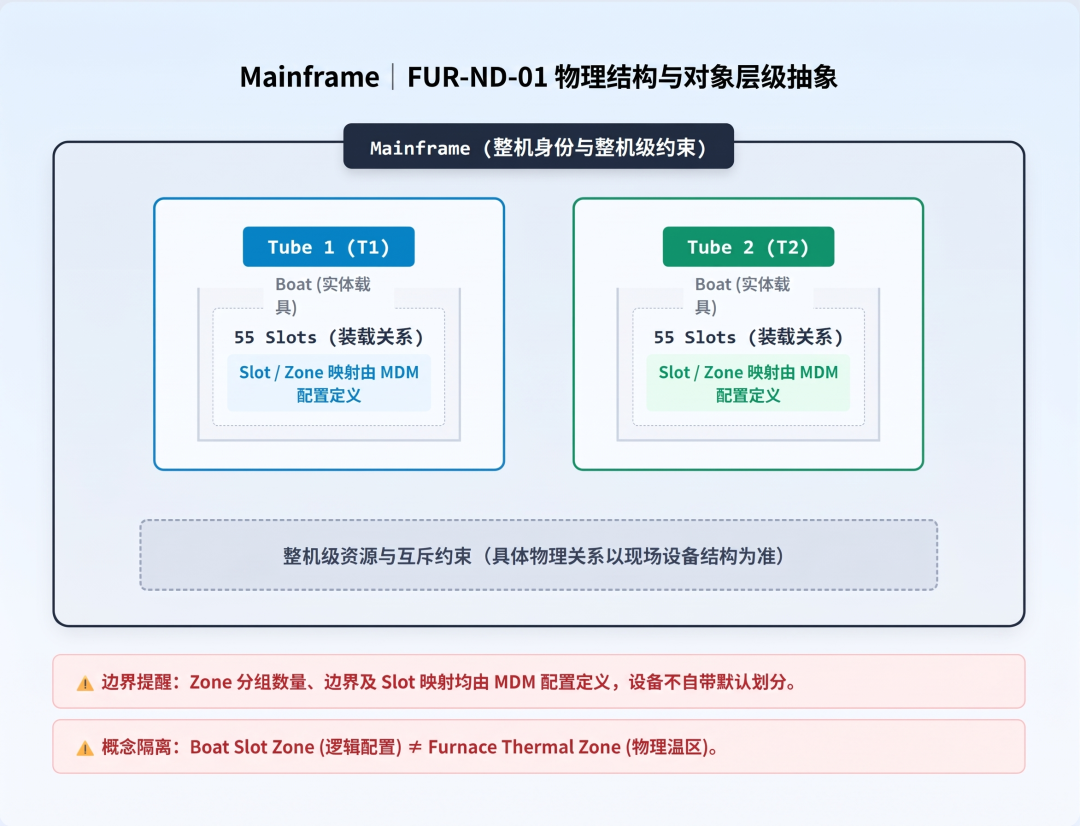 Mainframe｜FUR-ND-01 物理结构与对象层级抽象
Mainframe (整机身份与整机级约束)
Tube 1 (T1)
Boat (实体载
具)
55 Slots (装载关系)
Slot / Zone 映射由 MDM
配置定义
Tube 2 (T2)
Boat (实体载
具)
55 Slots (装载关系)
Slot / Zone 映射由 MDM
配置定义
整机级资源与互斥约束（具体物理关系以现场设备结构为准）
⚠️ 边界提醒：Zone 分组数量、边界及 Slot 映射均由 MDM 配置定义，设备不自带默认划分。
⚠️ 概念隔离：Boat Slot Zone (逻辑配置) ≠ Furnace Thermal Zone (物理温区)。